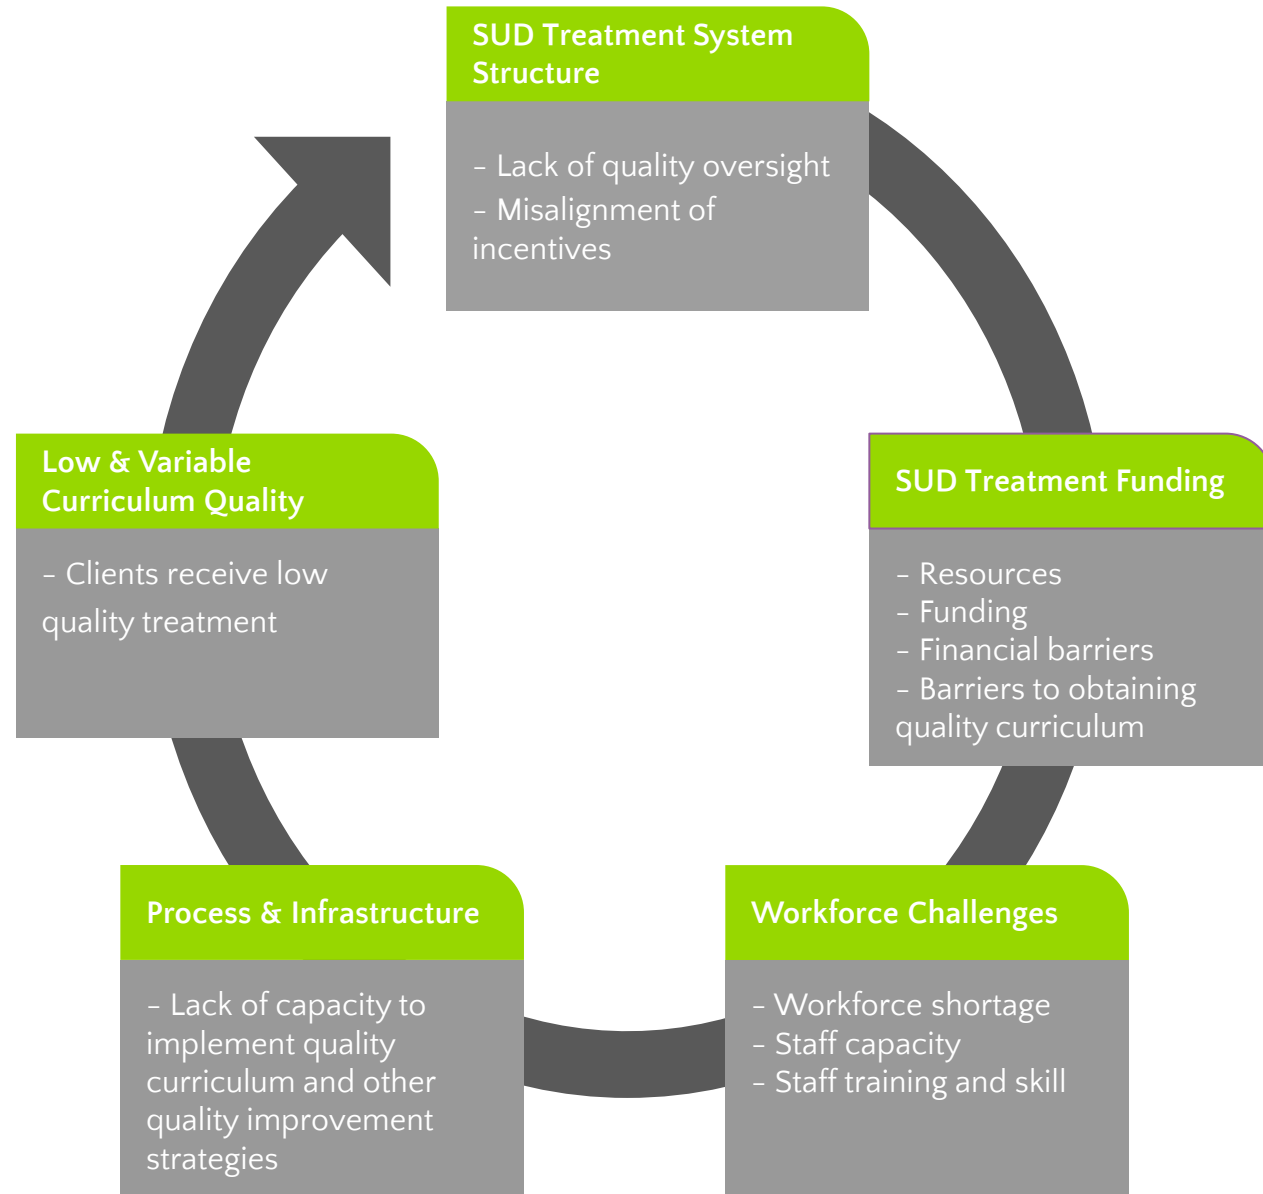 SUD Treatment System
Structure
- Lack of quality oversight
- Misalignment of
incentives
SUD Treatment Funding
- Resources
- Funding
- Financial barriers
- Barriers to obtaining
quality curriculum
Workforce Challenges
- Workforce shortage
- Staff capacity
- Staff training and skill
Process & Infrastructure
- Lack of capacity to
implement quality
curriculum and other
quality improvement
strategies
Low & Variable
Curriculum Quality
- Clients receive low
quality treatment